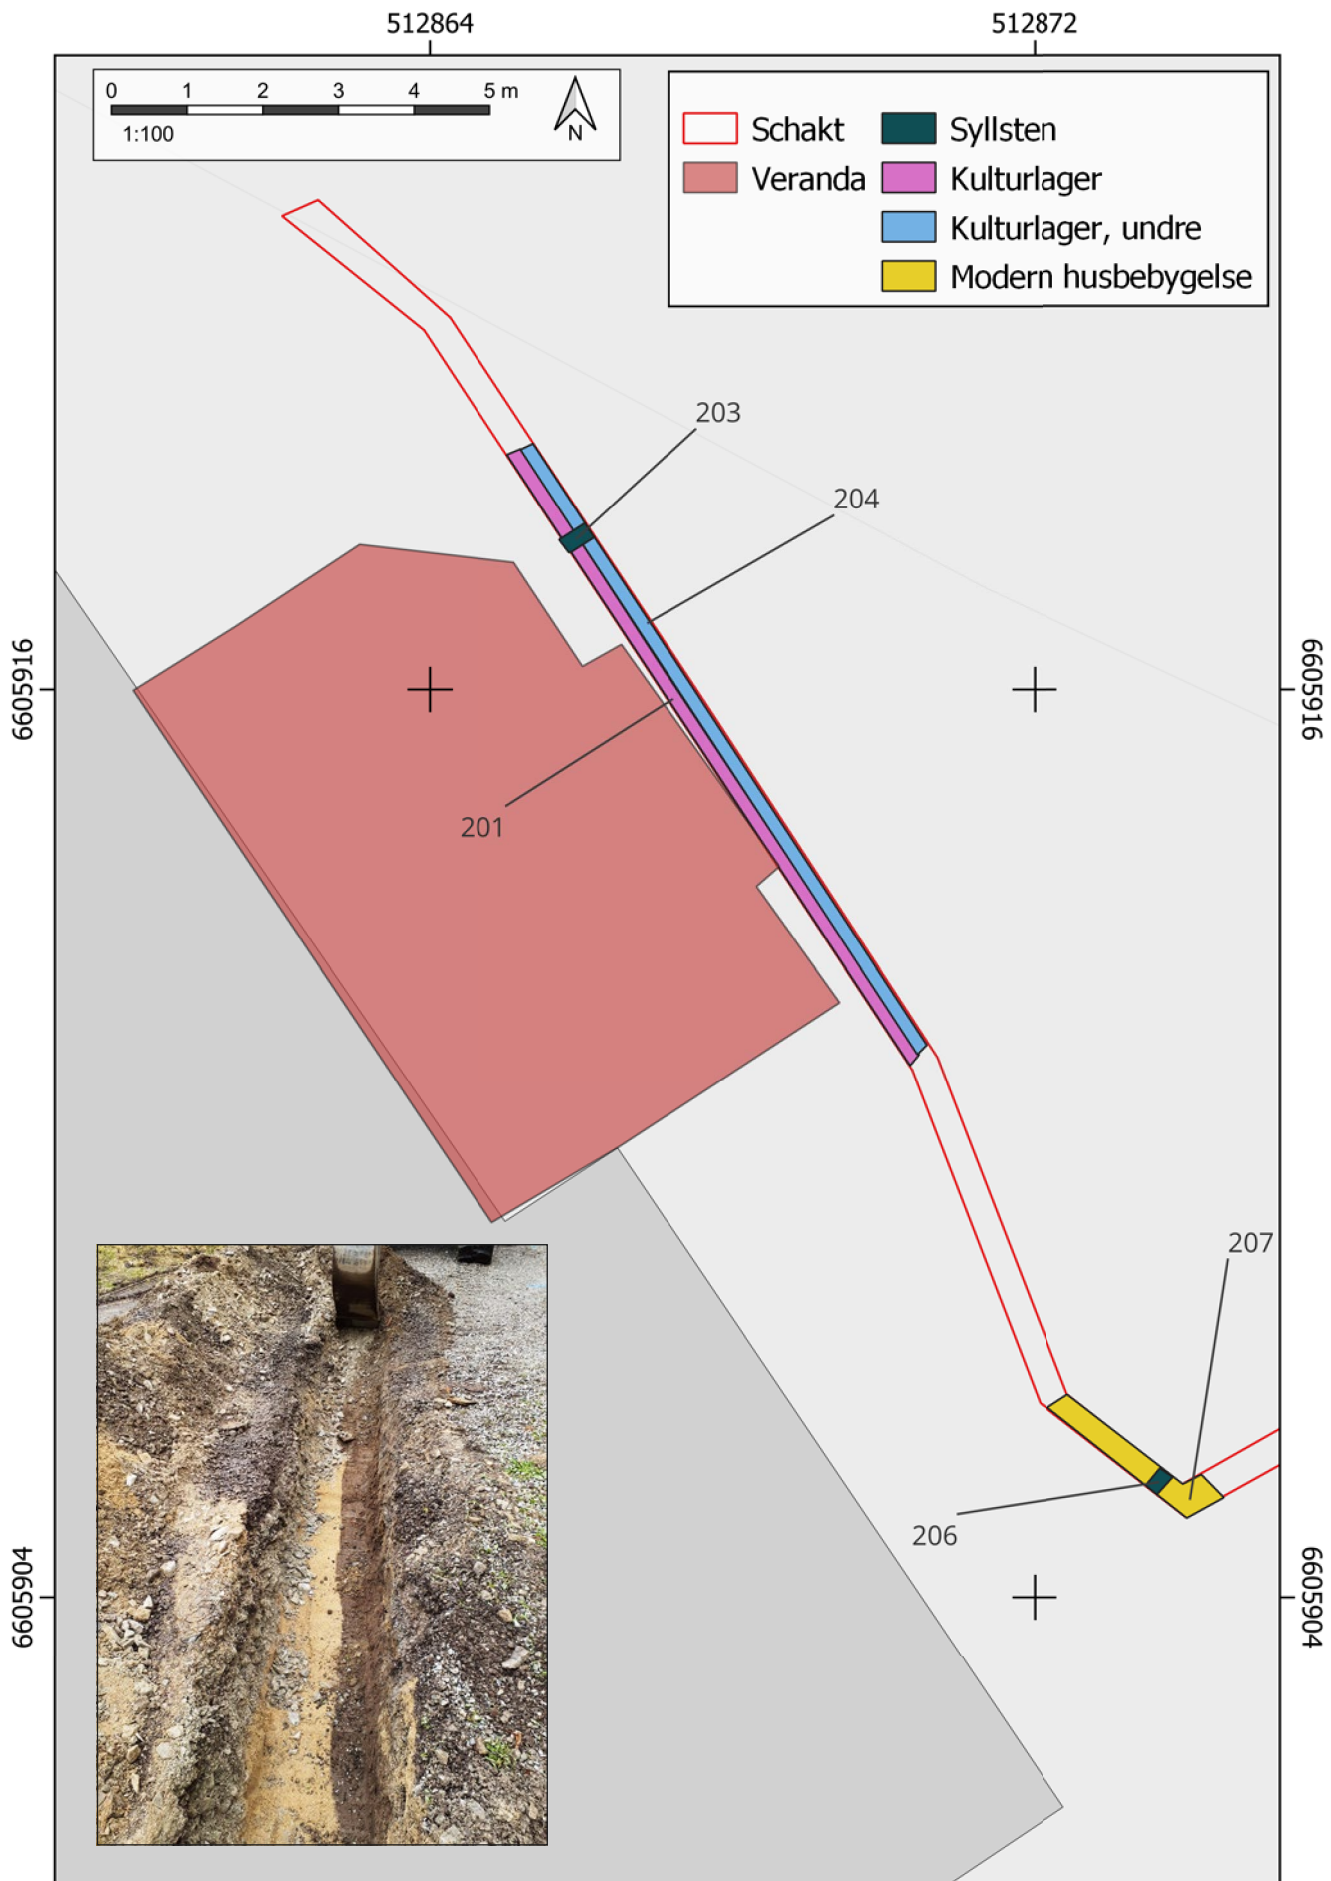 512864
512872
0 1 2 3 4 5 m
1:100
N
Schakt
Veranda
Syllsten
Kulturlager
Kulturlager, undre
Modern husbebygelse
203
204
6605916
6605916
201
207
206
6605904
6605904